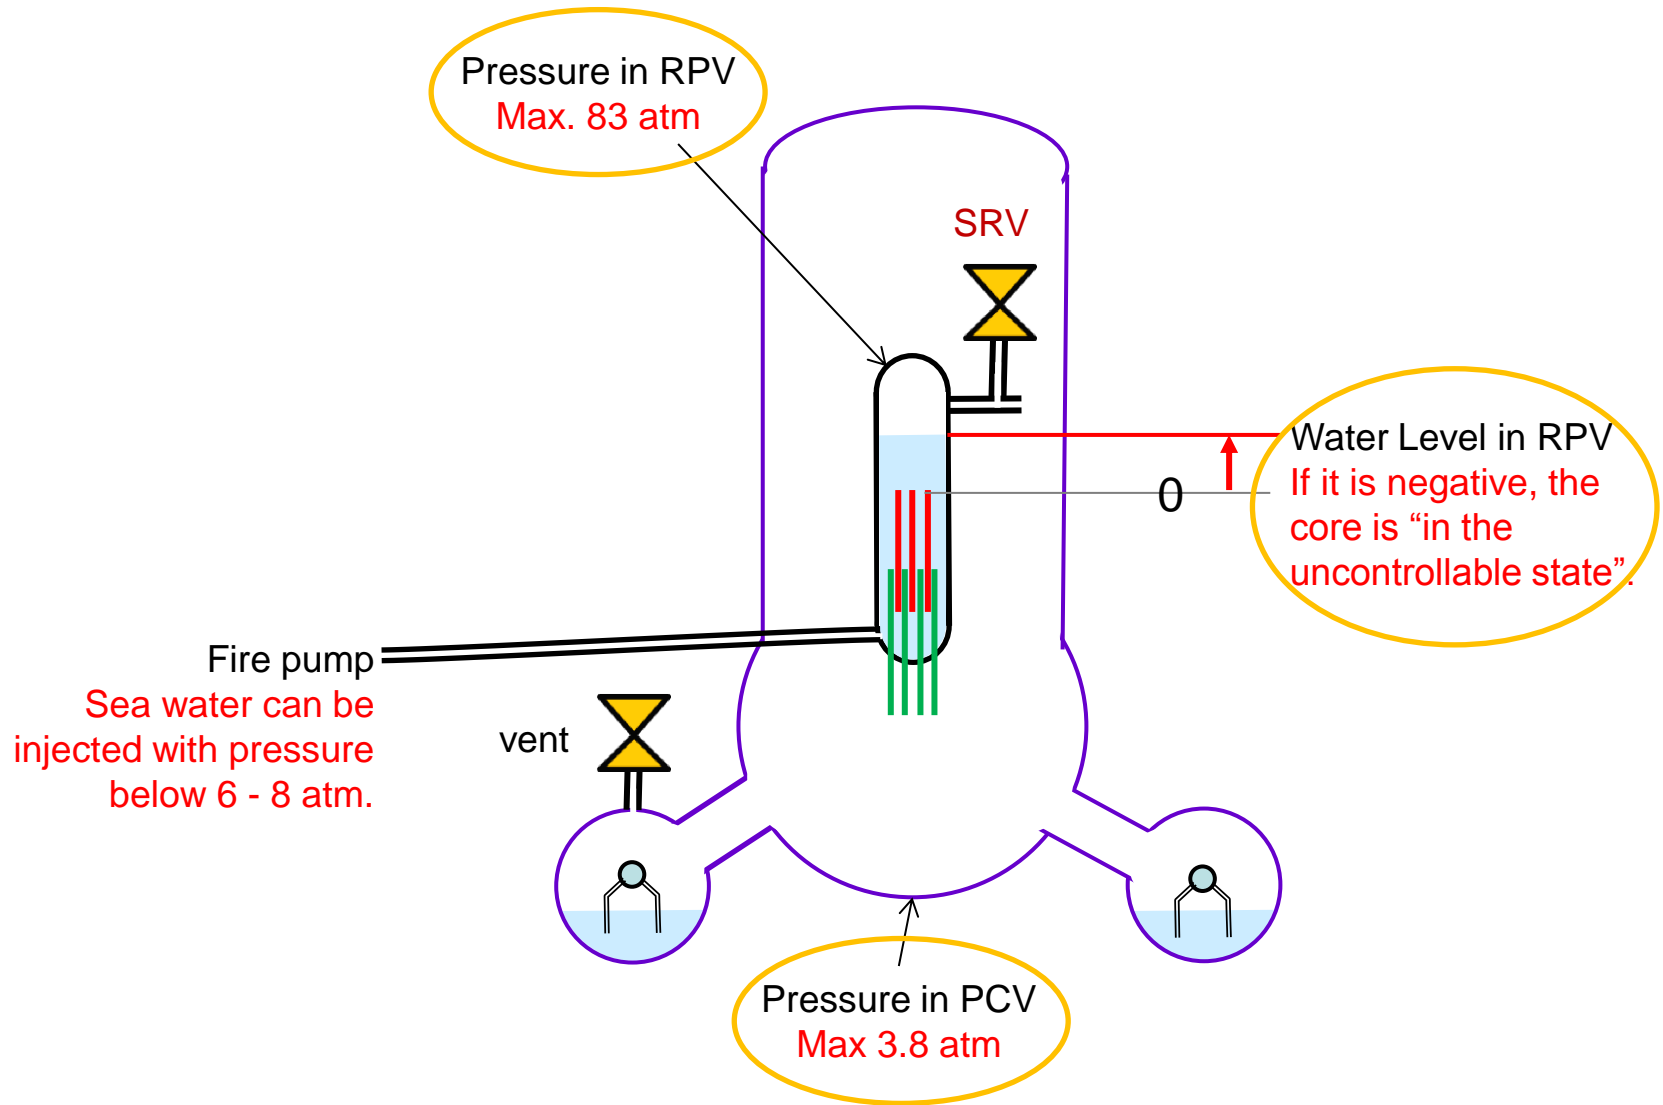 Pressure in RPV
Max. 83 atm
SRV
Water Level in RPV
If it is negative, the
core is “in the
uncontrollable state”.
0
Fire pump
Sea water can be
injected with pressure
below 6 - 8 atm.
vent
Pressure in PCV
Max 3.8 atm